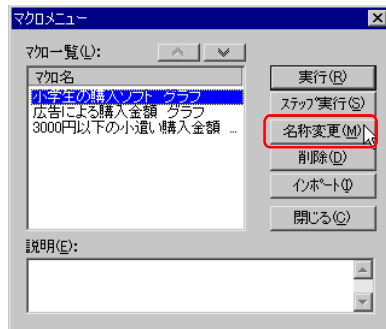 マクロメニュー
マクロ一覧(L):
マクロ名
小学生の購入ソフト グラフ
広告による購入金額 グラフ
3000円以下の小遣い購入金額 ...
実行(R)
ステップ実行(S)
名称変更(M)
削除(D)
インポート(I)
閉じる(C)
説明(E):